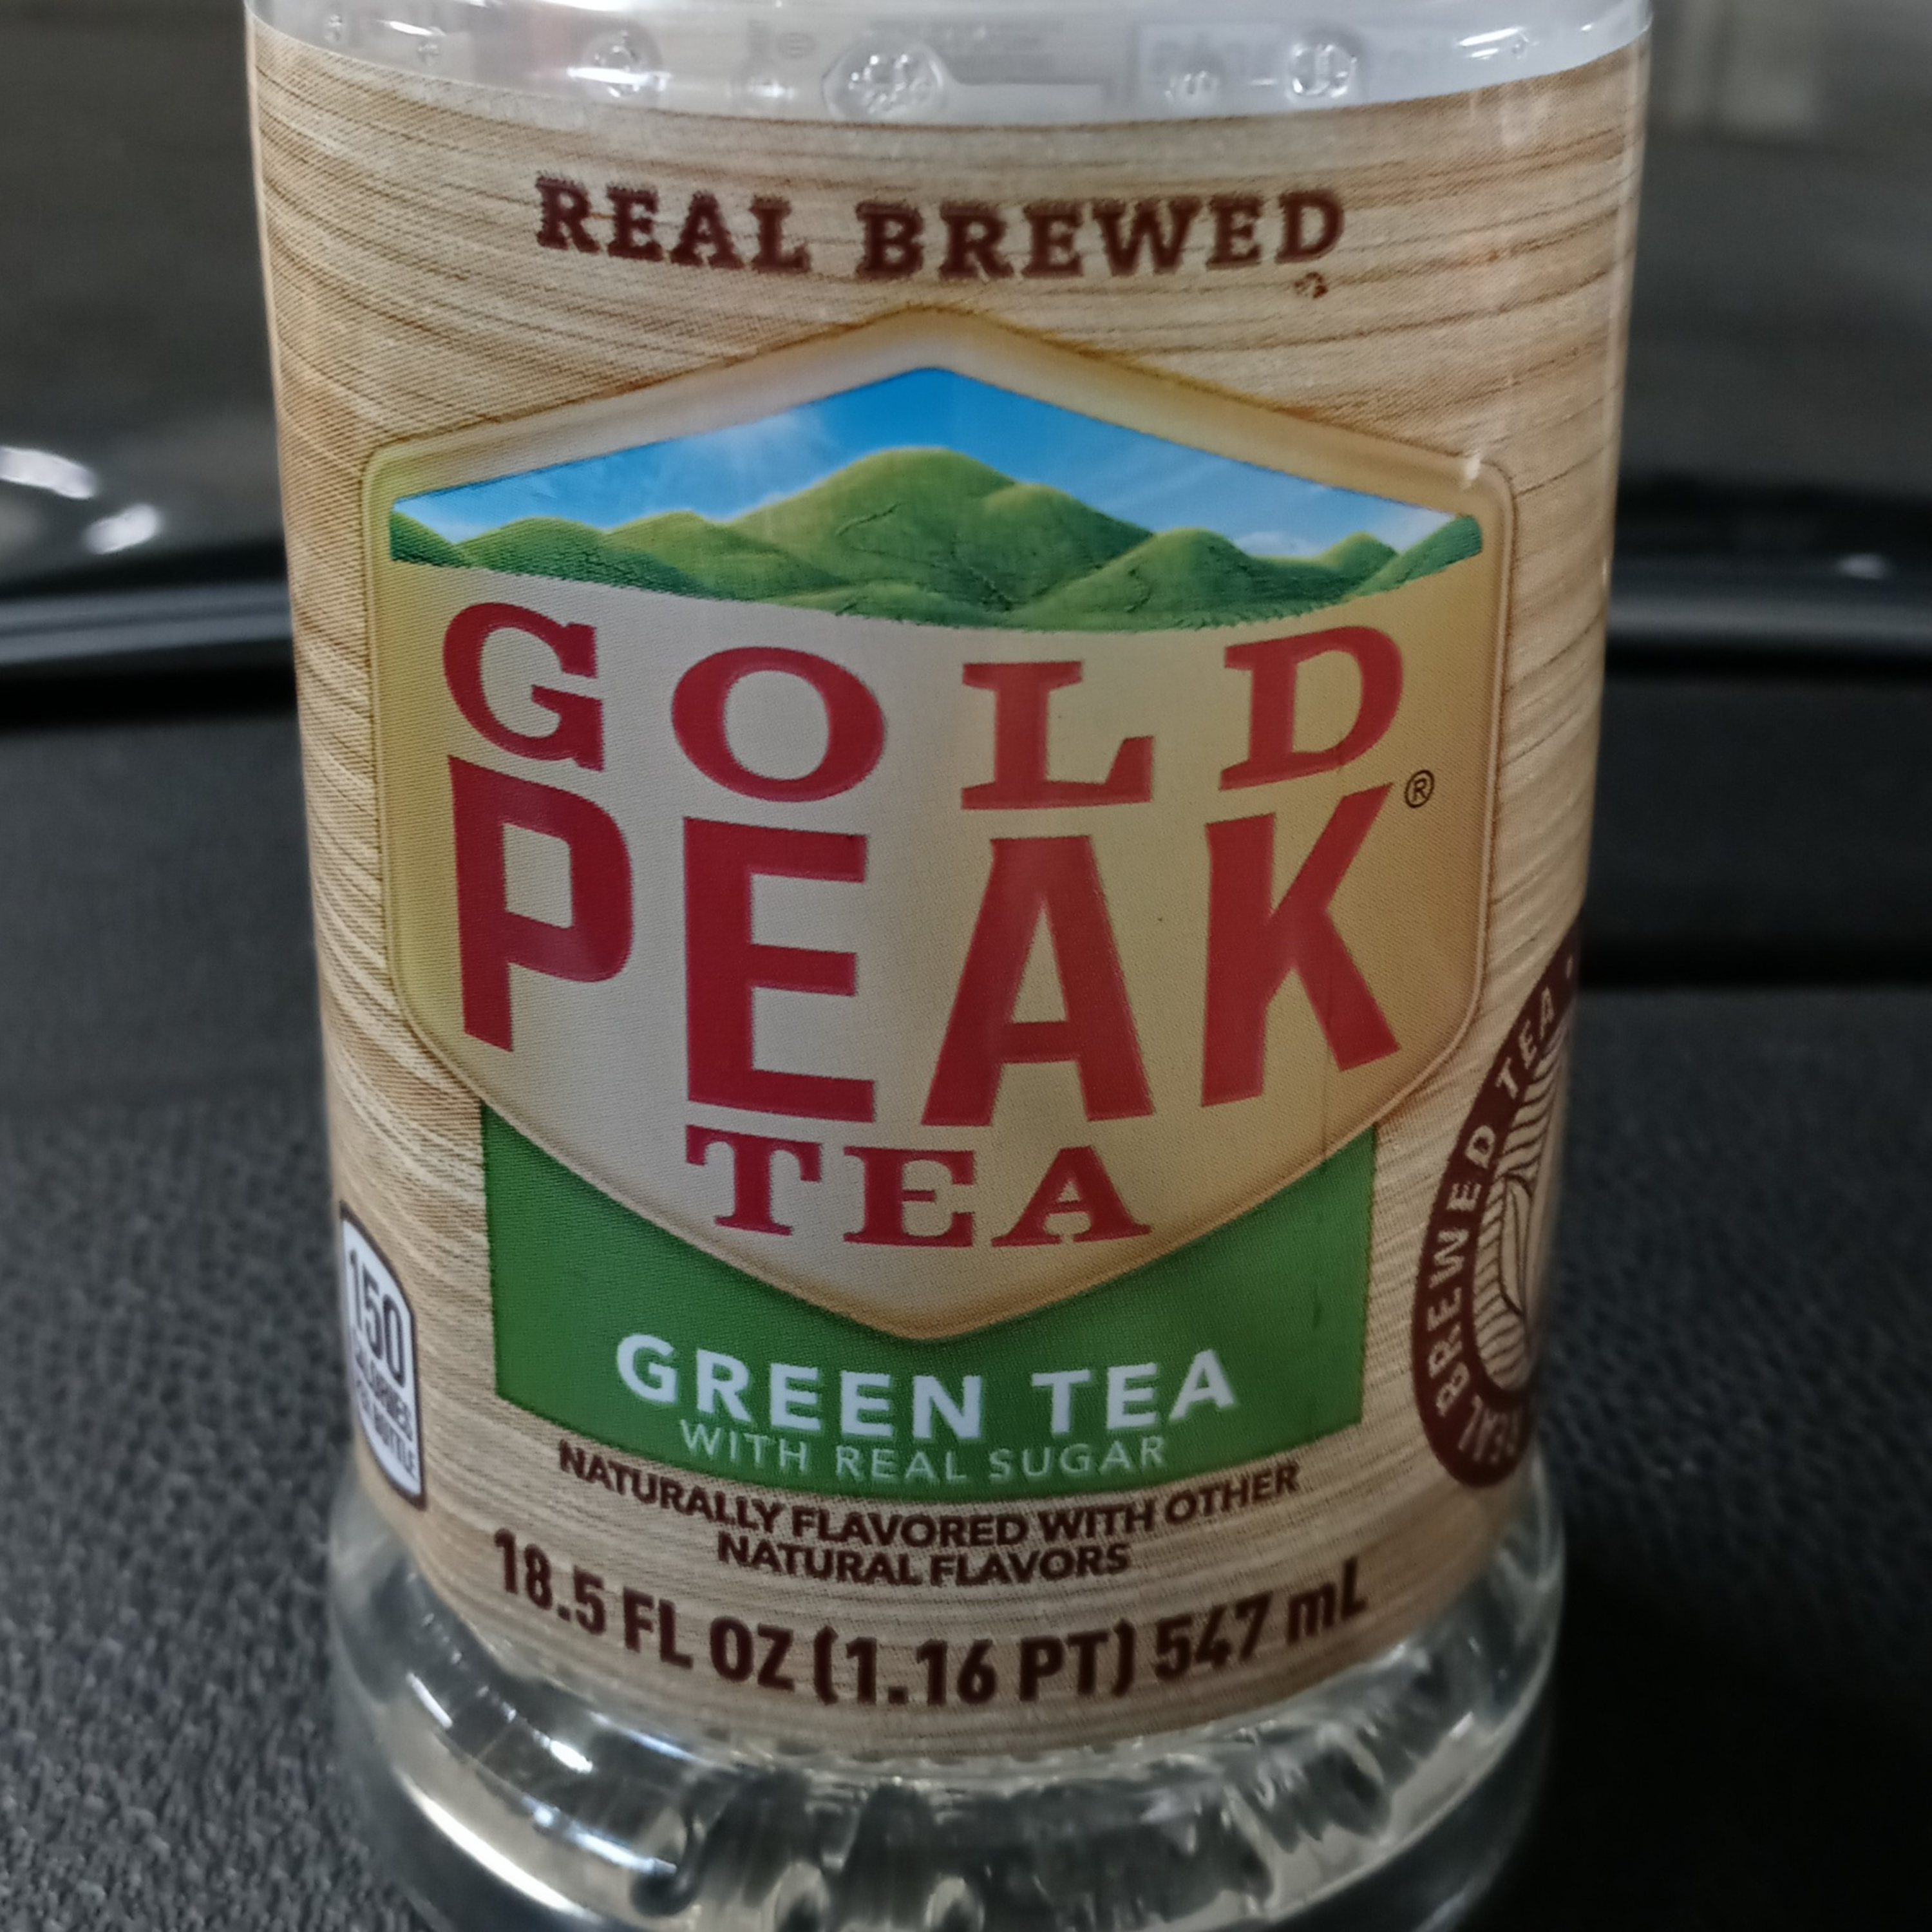 REAL BREWED
GOLD
PEAK®
TEA
GREEN TEA
WITH REAL SUGAR
NATURALLY FLAVORED WITH OTHER
NATURAL FLAVORS
18.5 FL OZ (1.16 PT) 547 mL
150
CALORIES
PER BOTTLE
REAL BREWED TEA •